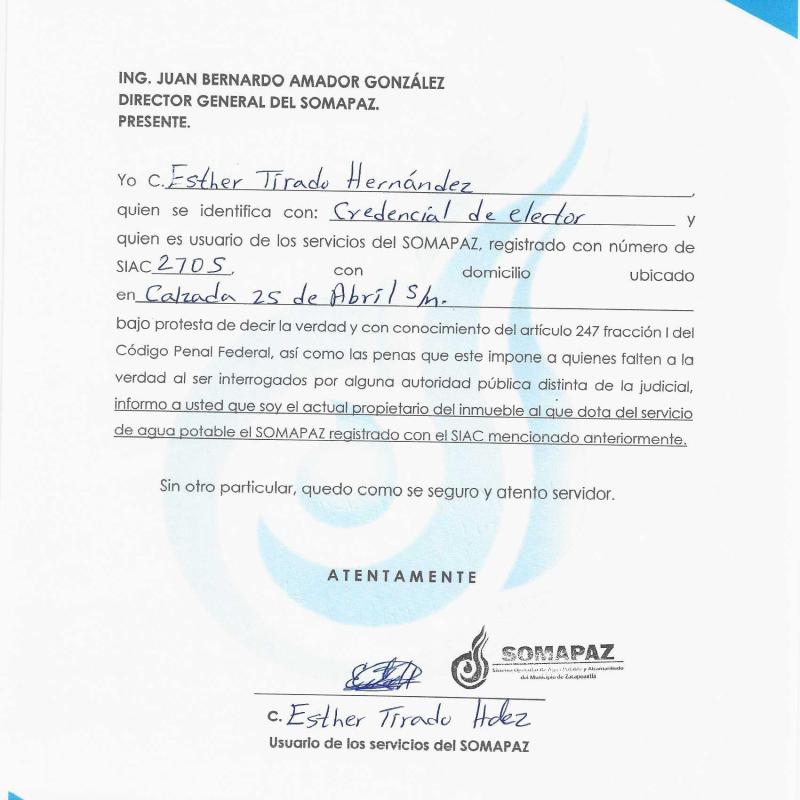 ING. JUAN BERNARDO AMADOR GONZÁLEZ
DIRECTOR GENERAL DEL SOMAPAZ.
PRESENTE.
Yo C. Esther Tirado Hernández,
quien se identifica con: Credencial de elector y
quien es usuario de los servicios del SOMAPAZ, registrado con número de
SIAC 2705, con domicilio ubicado
en Calzada 25 de Abril S/n.
bajo protesta de decir la verdad y con conocimiento del artículo 247 fracción I del
Código Penal Federal, así como las penas que este impone a quienes falten a la
verdad al ser interrogados por alguna autoridad pública distinta de la judicial,
informo a usted que soy el actual propietario del inmueble al que dota del servicio
de agua potable el SOMAPAZ registrado con el SIAC mencionado anteriormente.
Sin otro particular, quedo como se seguro y atento servidor.
ATENTAMENTE
SOMAPAZ
Sistema Operador de Agua Potable y Alcantarillado
del Municipio de Zacapoaxtla
C. Esther Tirado Hdez
Usuario de los servicios del SOMAPAZ